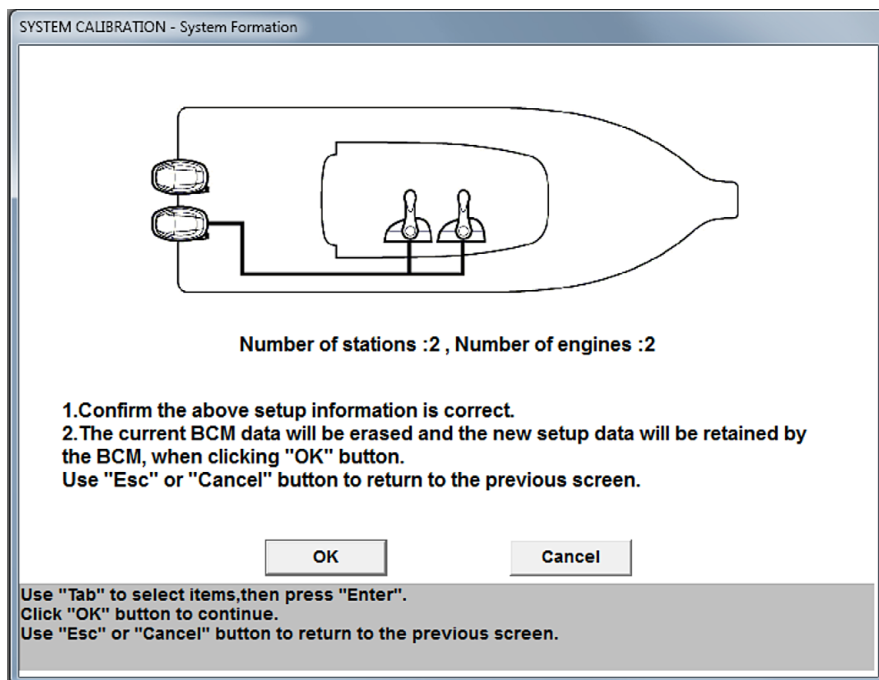 SYSTEM CALIBRATION - System Formation
Number of stations :2 , Number of engines :2
1.Confirm the above setup information is correct.
2.The current BCM data will be erased and the new setup data will be retained by
the BCM, when clicking "OK" button.
Use "Esc" or "Cancel" button to return to the previous screen.
OK Cancel
Use "Tab" to select items,then press "Enter".
Click "OK" button to continue.
Use "Esc" or "Cancel" button to return to the previous screen.